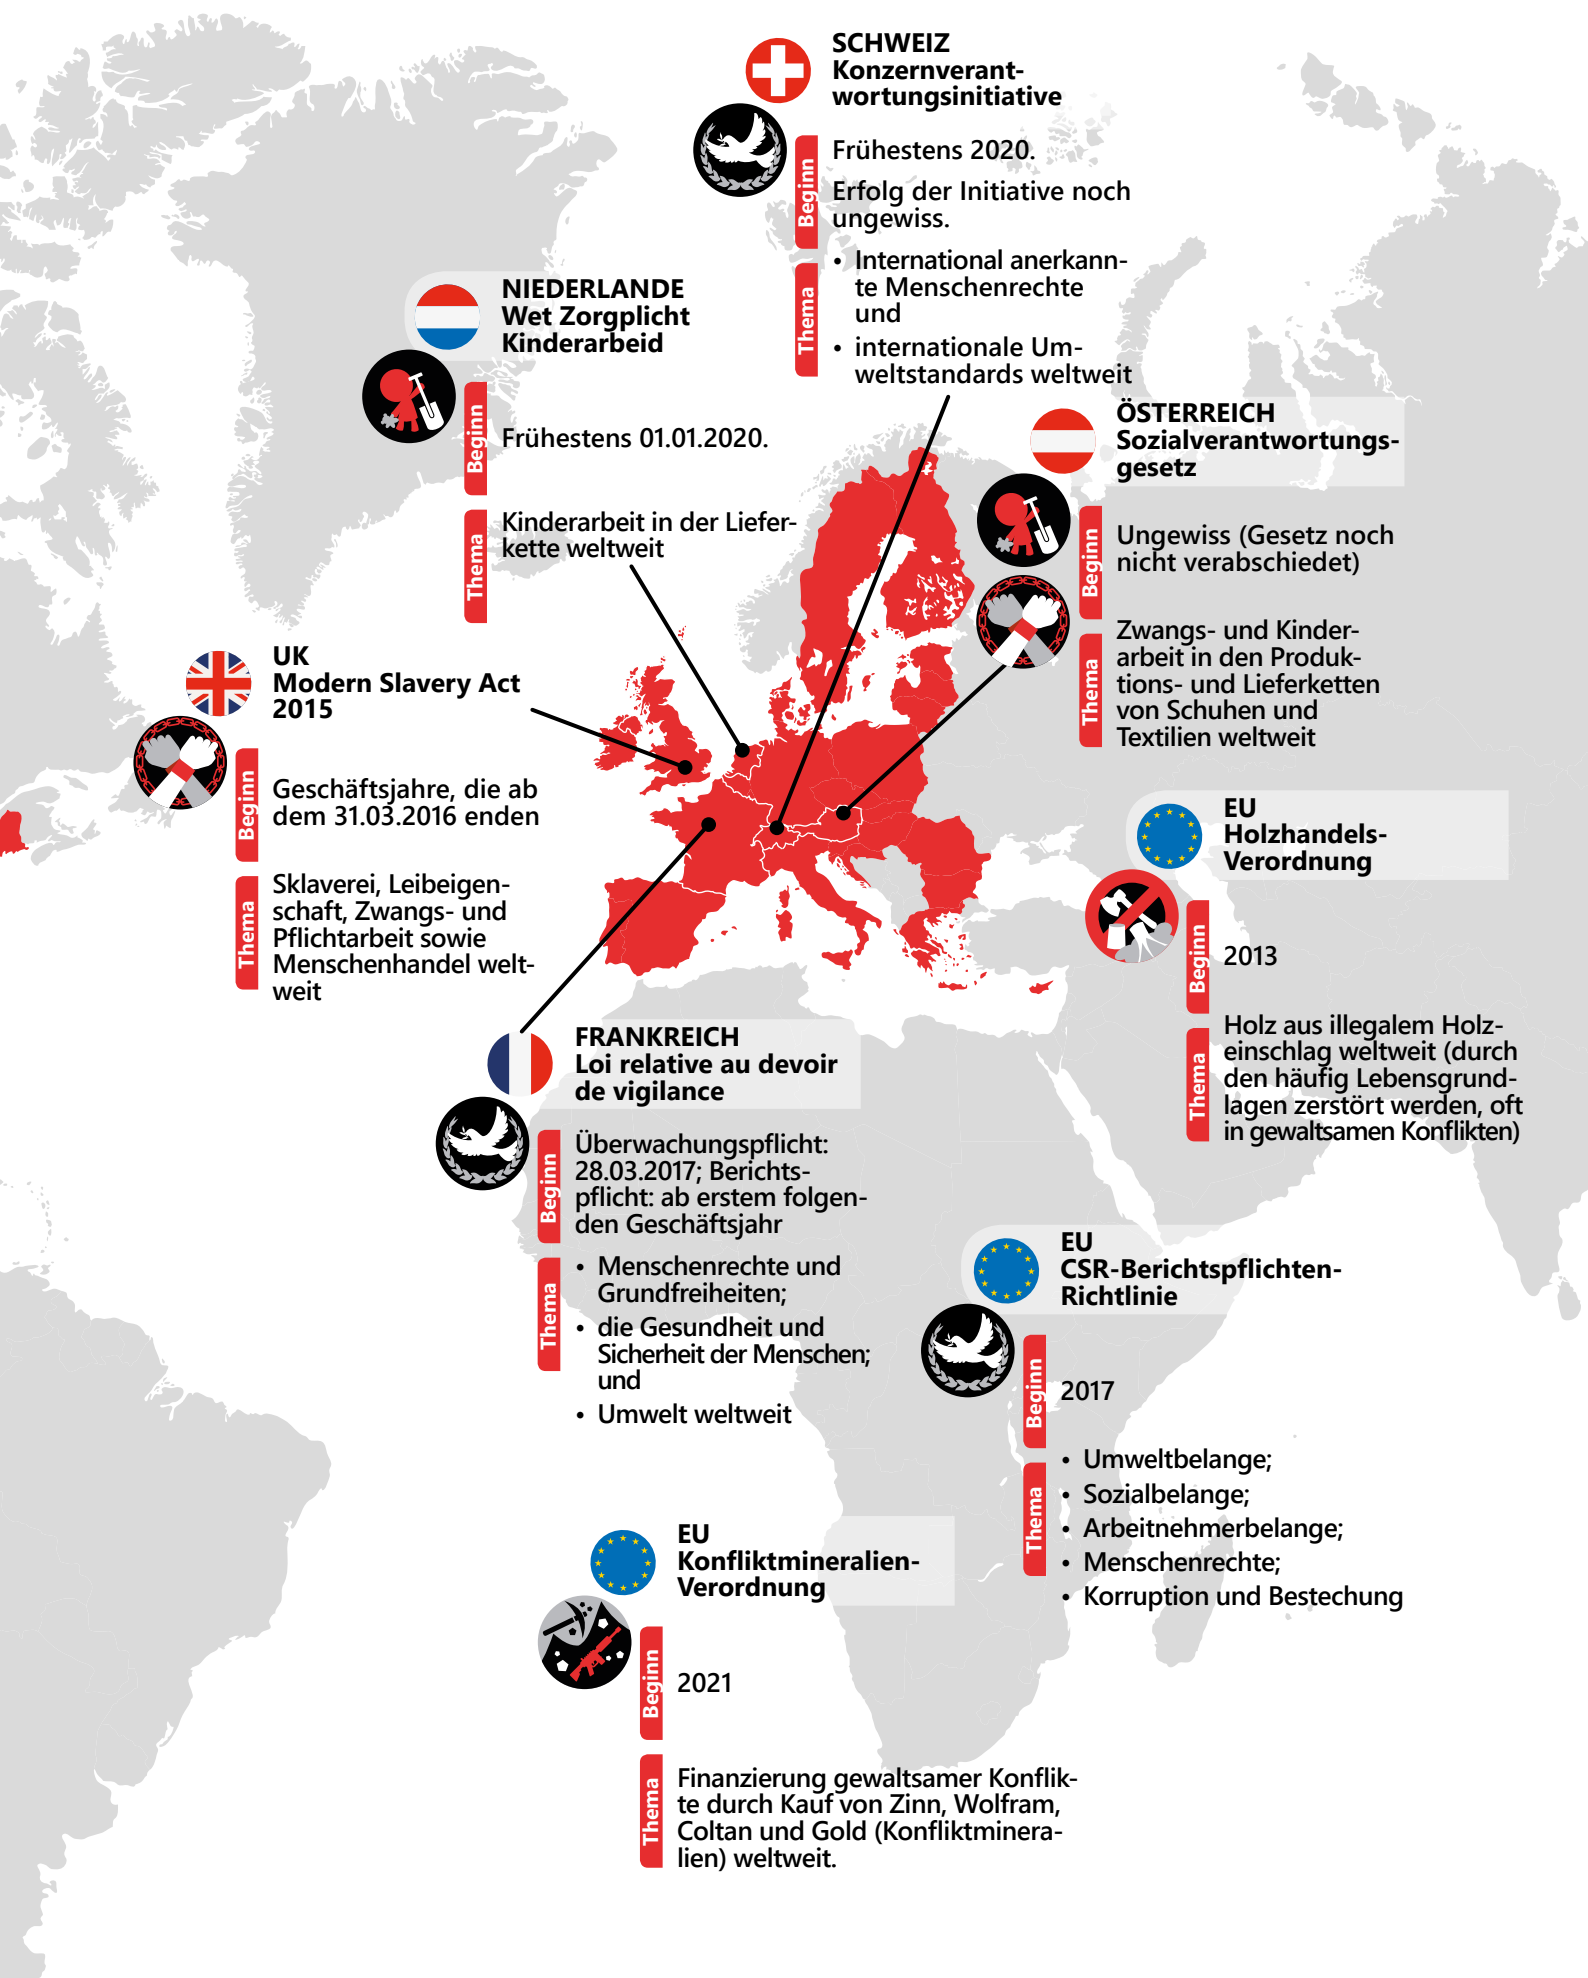 SCHWEIZ
Konzernverant-
wortungsinitiative
Beginn
Frühestens 2020.
Erfolg der Initiative noch
ungewiss.
Thema
• International anerkann-
te Menschenrechte
und
• internationale Um-
weltstandards weltweit
NIEDERLANDE
Wet Zorgplicht
Kinderarbeid
Beginn
Frühestens 01.01.2020.
Thema
Kinderarbeit in der Liefer-
kette weltweit
ÖSTERREICH
Sozialverantwortungs-
gesetz
Beginn
Ungewiss (Gesetz noch
nicht verabschiedet)
Thema
Zwangs- und Kinder-
arbeit in den Produk-
tions- und Lieferketten
von Schuhen und
Textilien weltweit
UK
Modern Slavery Act
2015
Beginn
Geschäftsjahre, die ab
dem 31.03.2016 enden
Thema
Sklaverei, Leibeigen-
schaft, Zwangs- und
Pflichtarbeit sowie
Menschenhandel welt-
weit
EU
Holzhandels-
Verordnung
Beginn
2013
Thema
Holz aus illegalem Holz-
einschlag weltweit (durch
den häufig Lebensgrund-
lagen zerstört werden, oft
in gewaltsamen Konflikten)
FRANKREICH
Loi relative au devoir
de vigilance
Beginn
Überwachungspflicht:
28.03.2017; Berichts-
pflicht: ab erstem folgen-
den Geschäftsjahr
Thema
• Menschenrechte und
Grundfreiheiten;
• die Gesundheit und
Sicherheit der Menschen;
und
• Umwelt weltweit
EU
CSR-Berichtspflichten-
Richtlinie
Beginn
2017
Thema
• Umweltbelange;
• Sozialbelange;
• Arbeitnehmerbelange;
• Menschenrechte;
• Korruption und Bestechung
EU
Konfliktmineralien-
Verordnung
Beginn
2021
Thema
Finanzierung gewaltsamer Konflik-
te durch Kauf von Zinn, Wolfram,
Coltan und Gold (Konfliktminera-
lien) weltweit.